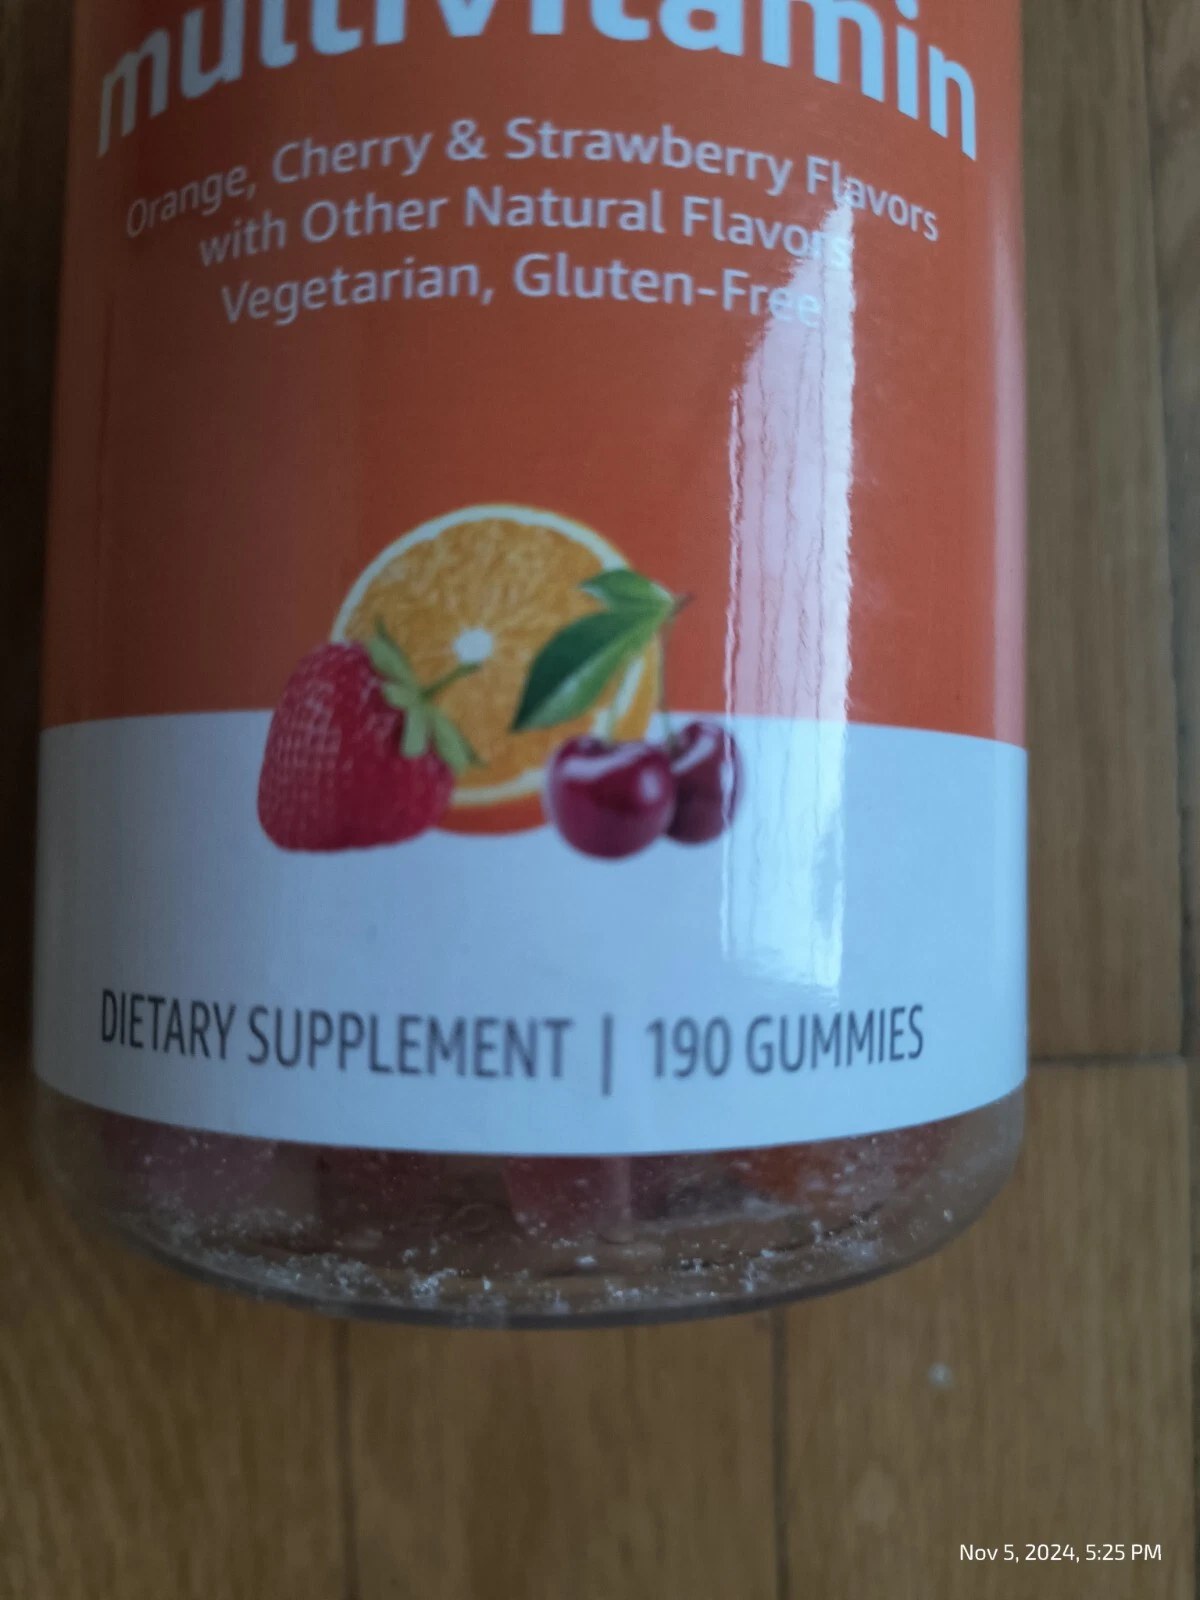 multivitamin
Orange, Cherry & Strawberry Flavors
with Other Natural Flavors
Vegetarian, Gluten-Free
DIETARY SUPPLEMENT | 190 GUMMIES
Nov 5, 2024, 5:25 PM